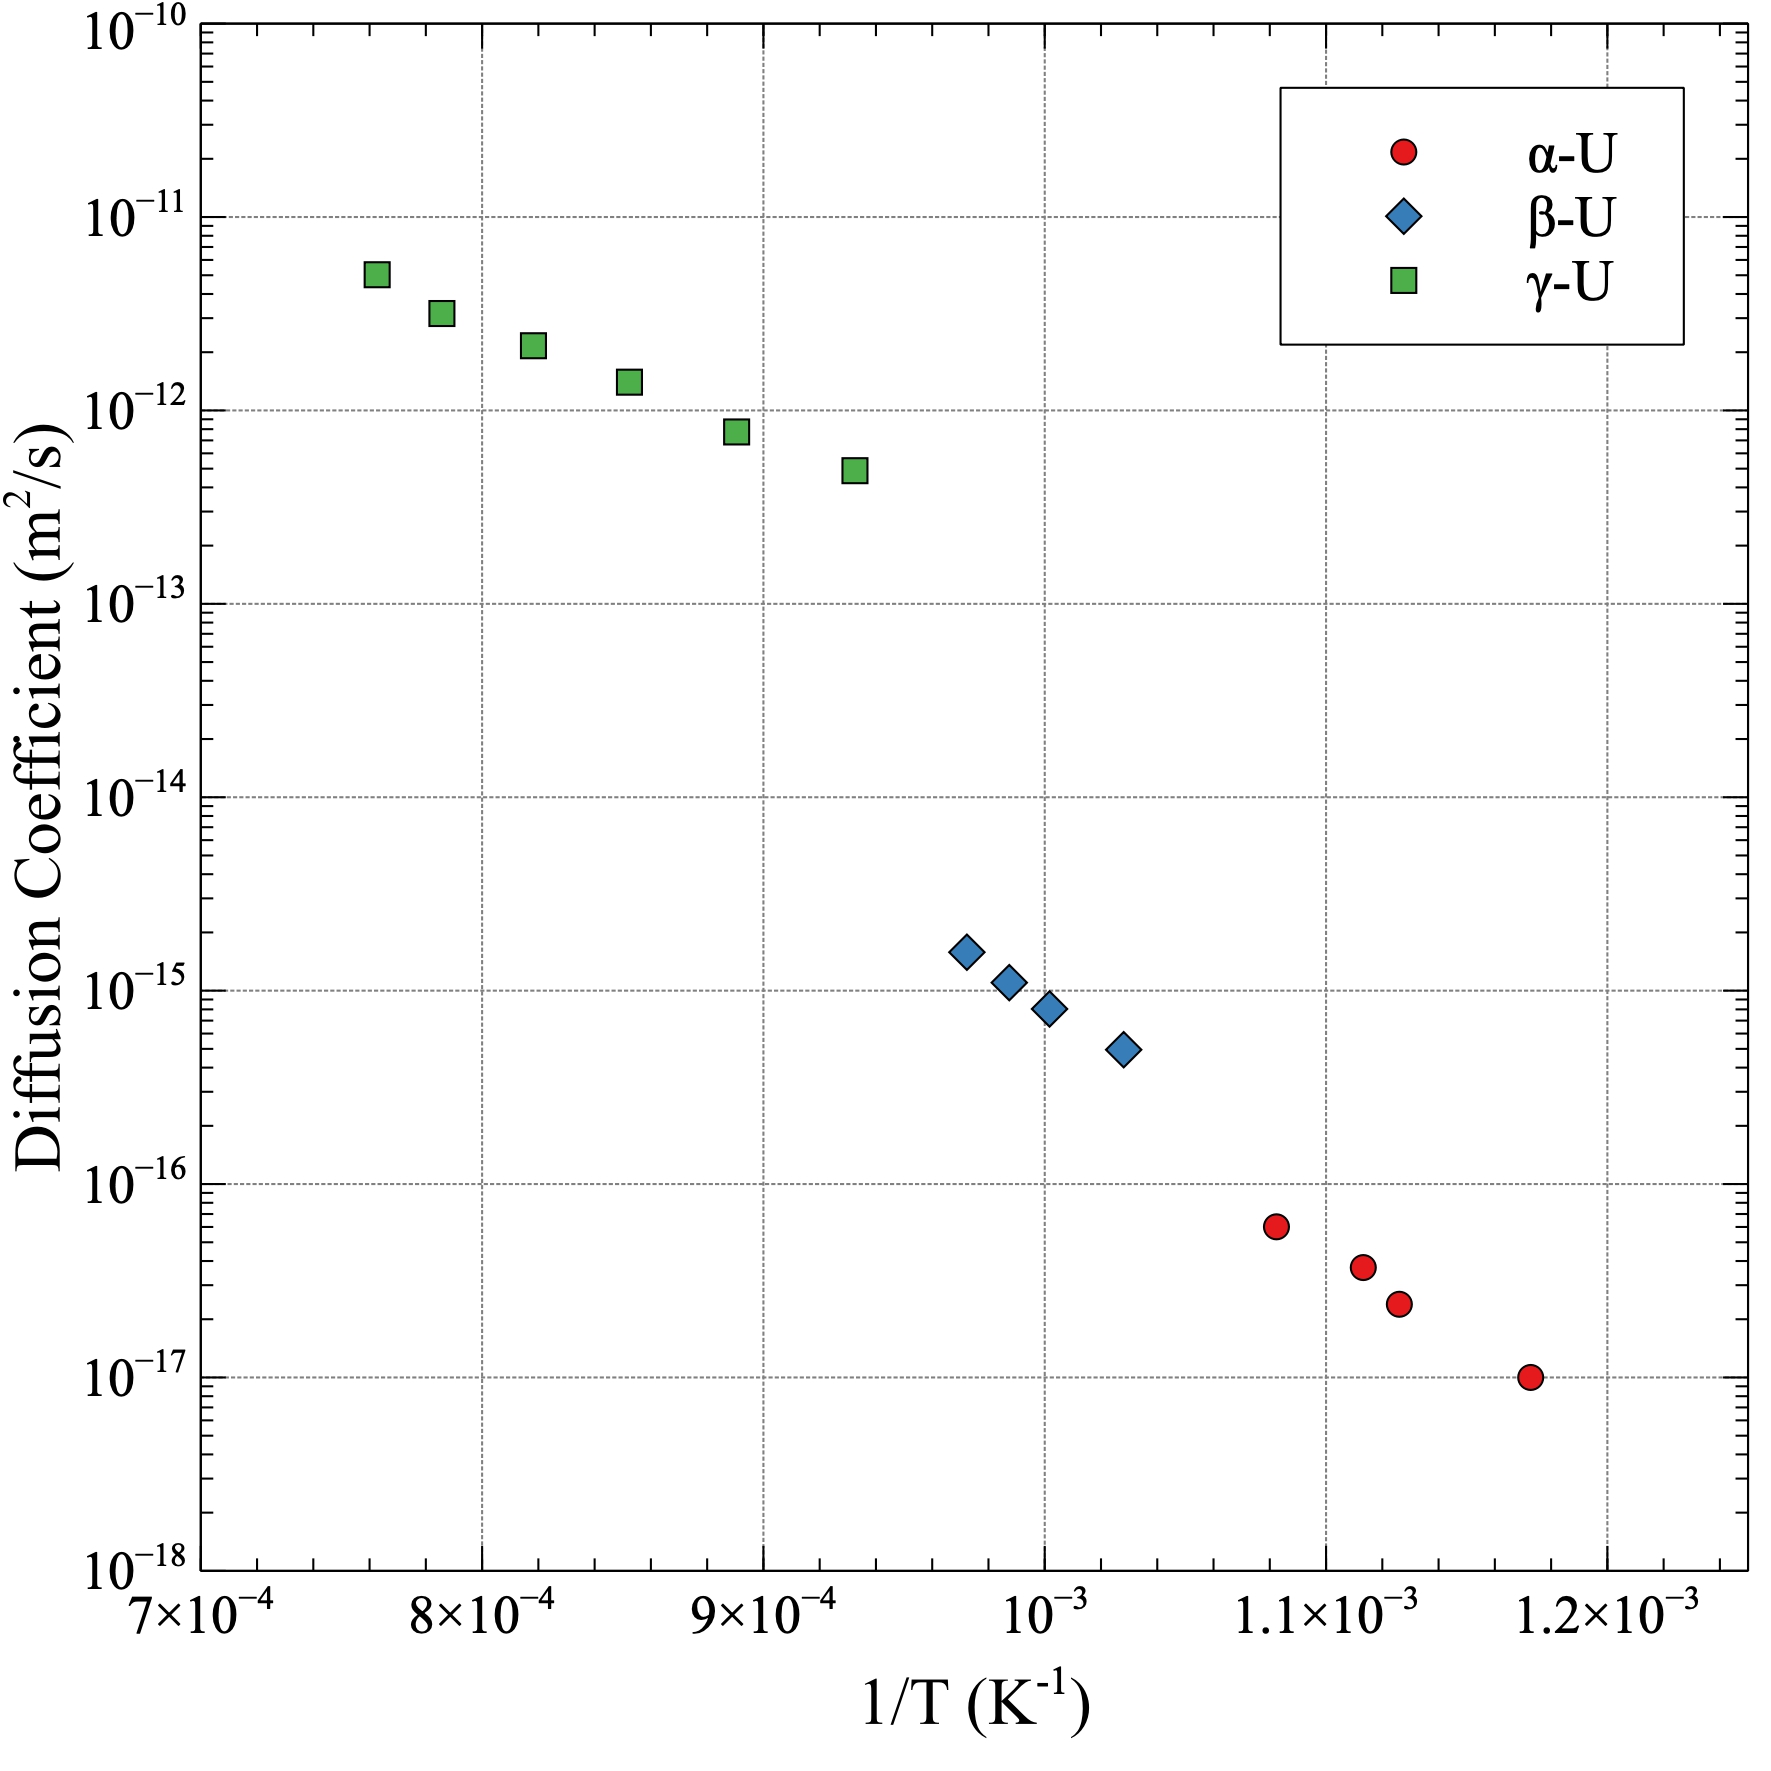 10⁻¹⁰
10⁻¹¹
10⁻¹²
10⁻¹³
10⁻¹⁴
10⁻¹⁵
10⁻¹⁶
10⁻¹⁷
10⁻¹⁸
Diffusion Coefficient (m²/s)
α-U
β-U
γ-U
7×10⁻⁴ 8×10⁻⁴ 9×10⁻⁴ 10⁻³ 1.1×10⁻³ 1.2×10⁻³
1/T (K⁻¹)